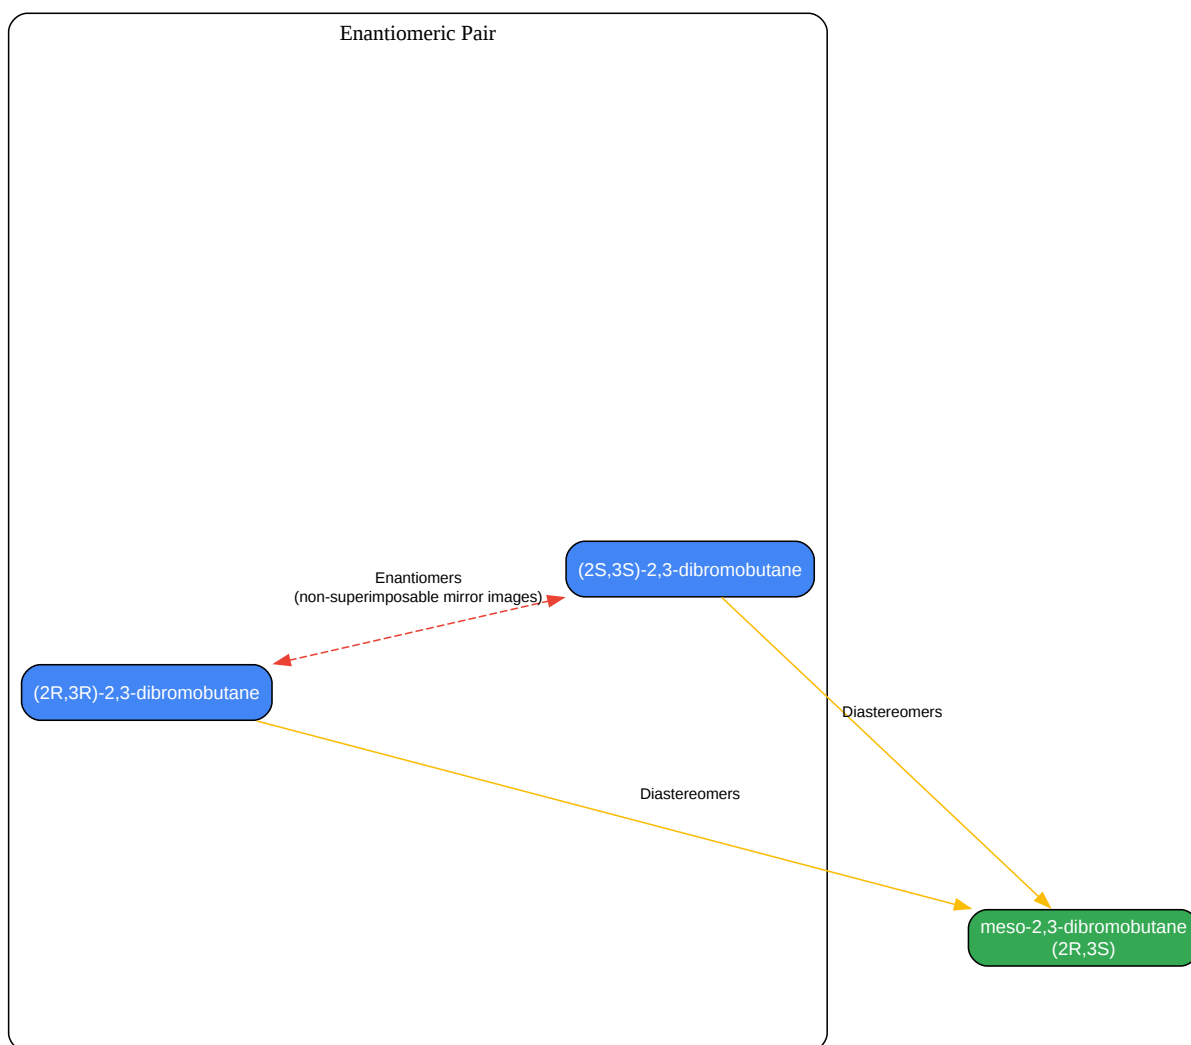 Enantiomeric Pair
(2S,3S)-2,3-dibromobutane
Enantiomers
(non-superimposable mirror images)
(2R,3R)-2,3-dibromobutane
Diastereomers
Diastereomers
meso-2,3-dibromobutane
(2R,3S)